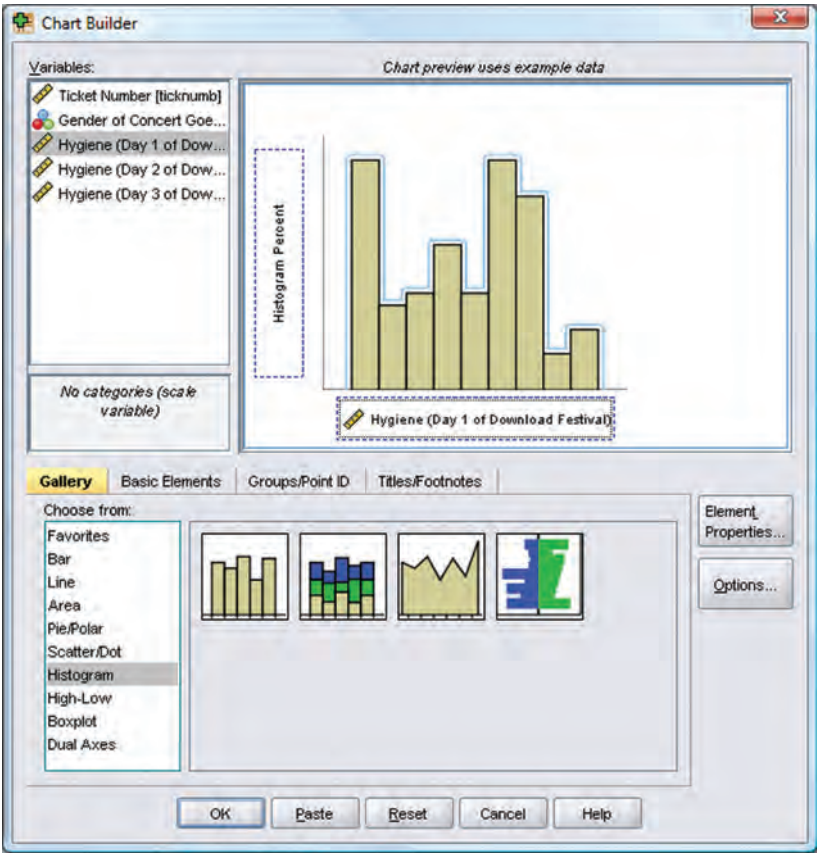 Chart Builder
Variables:
Chart preview uses example data
Ticket Number [ticknumb]
Gender of Concert Goe...
Hygiene (Day 1 of Dow...
Hygiene (Day 2 of Dow...
Hygiene (Day 3 of Dow...
No categories (scale
variable)
Histogram Percent
Hygiene (Day 1 of Download Festival)
Gallery
Basic Elements
Groups/Point ID
Titles/Footnotes
Choose from:
Favorites
Bar
Line
Area
Pie/Polar
Scatter/Dot
Histogram
High-Low
Boxplot
Dual Axes
Element
Properties...
Options...
OK
Paste
Reset
Cancel
Help